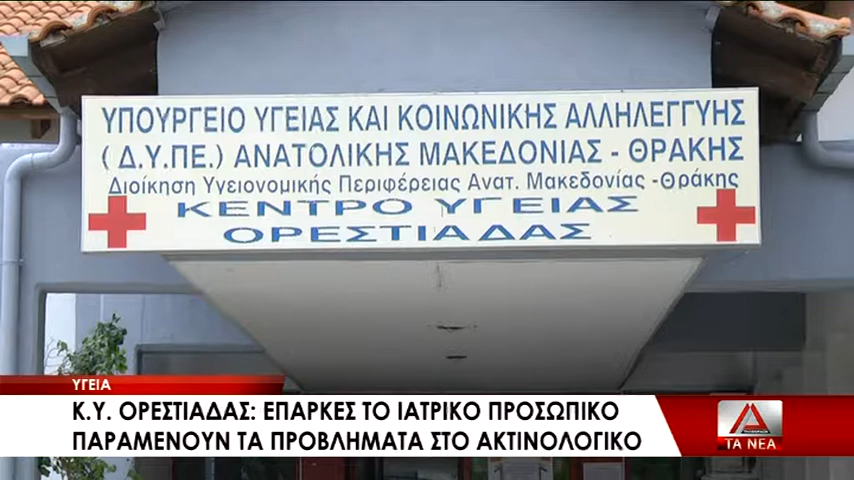 ΥΠΟΥΡΓΕΙΟ ΥΓΕΙΑΣ ΚΑΙ ΚΟΙΝΩΝΙΚΗΣ ΑΛΛΗΛΕΓΓΥΗΣ
( Δ.Υ.ΠΕ.) ΑΝΑΤΟΛΙΚΗΣ ΜΑΚΕΔΟΝΙΑΣ - ΘΡΑΚΗΣ
Διοίκηση Υγειονομικής Περιφέρειας Ανατ. Μακεδονίας -Θράκης
ΚΕΝΤΡΟ ΥΓΕΙΑΣ
ΟΡΕΣΤΙΑΔΑΣ
ΥΓΕΙΑ
Κ.Υ. ΟΡΕΣΤΙΑΔΑΣ: ΕΠΑΡΚΕΣ ΤΟ ΙΑΤΡΙΚΟ ΠΡΟΣΩΠΙΚΟ
ΠΑΡΑΜΕΝΟΥΝ ΤΑ ΠΡΟΒΛΗΜΑΤΑ ΣΤΟ ΑΚΤΙΝΟΛΟΓΙΚΟ
ΤΑ ΝΕΑ